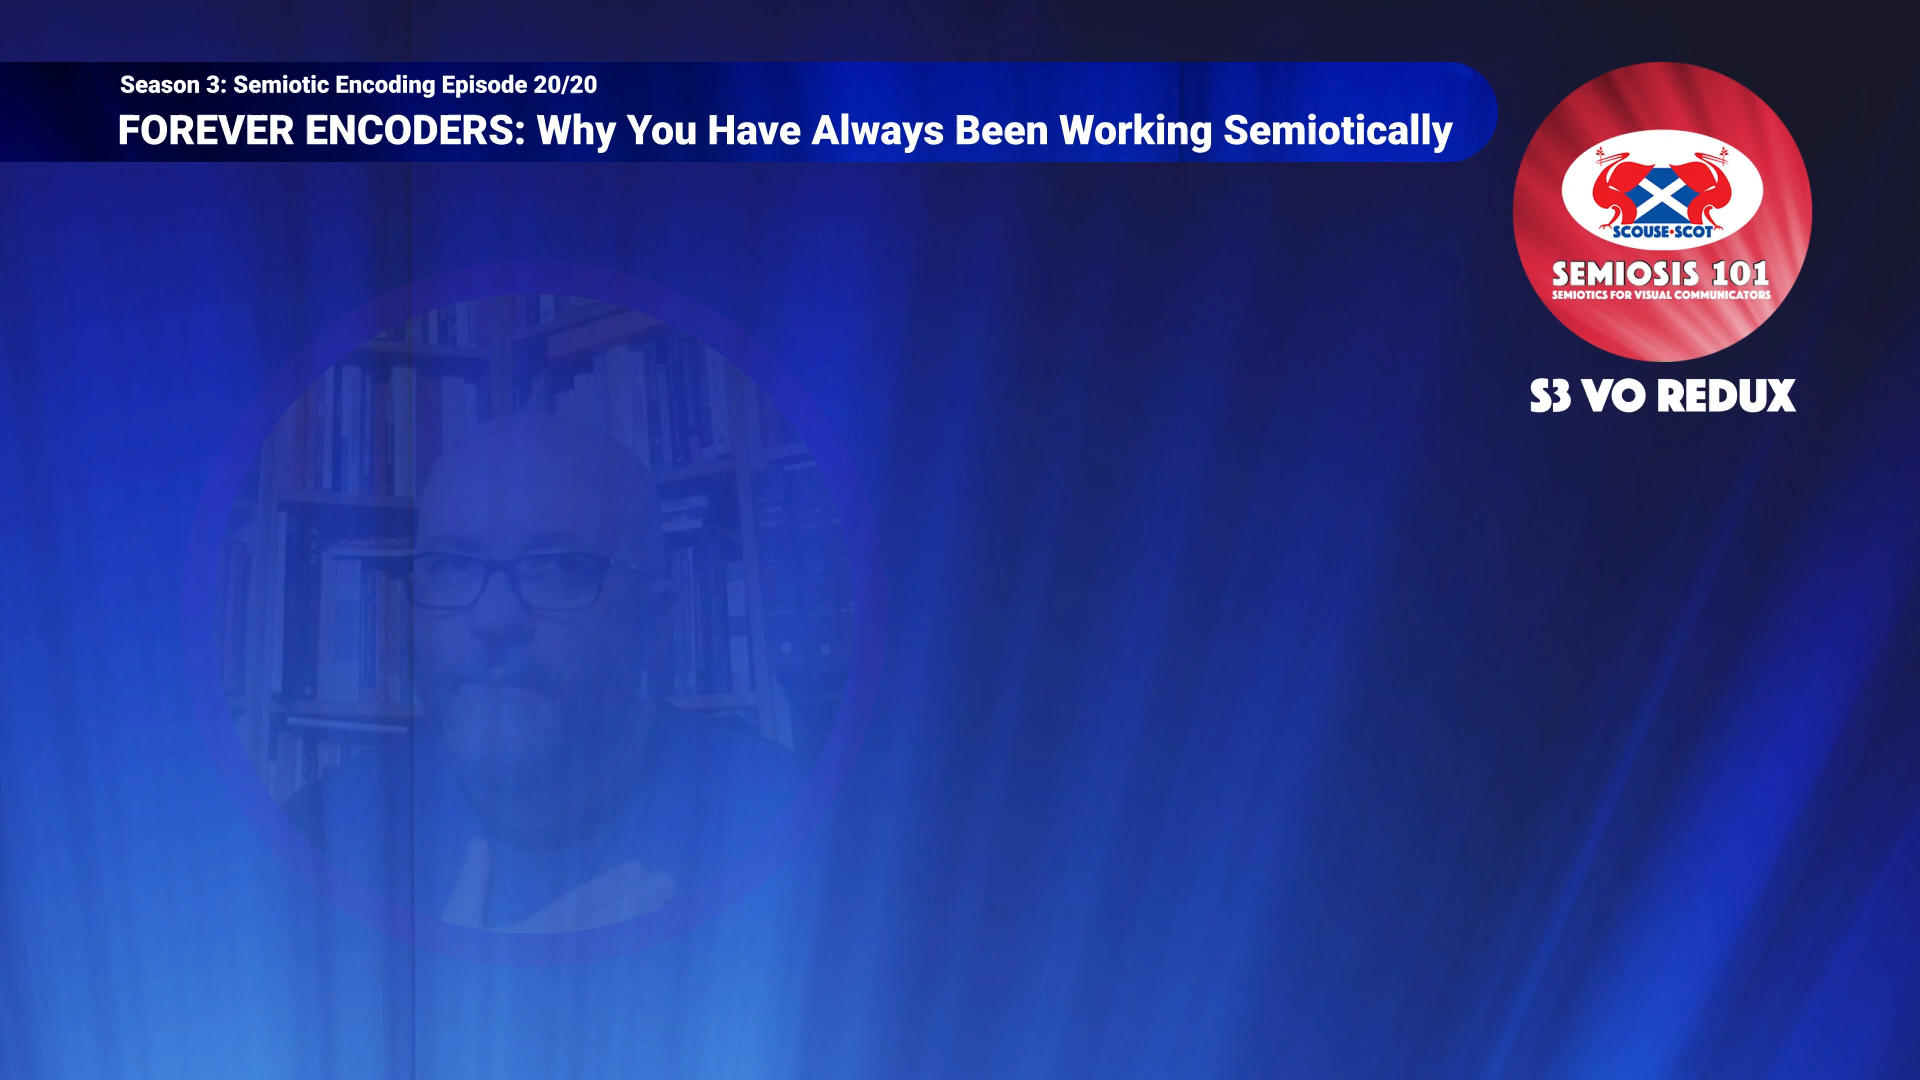 Season 3: Semiotic Encoding Episode 20/20
FOREVER ENCODERS: Why You Have Always Been Working Semiotically
SCOUSE•SCOT
SEMIOSIS 101
SEMIOTICS FOR VISUAL COMMUNICATORS
S3 VO REDUX